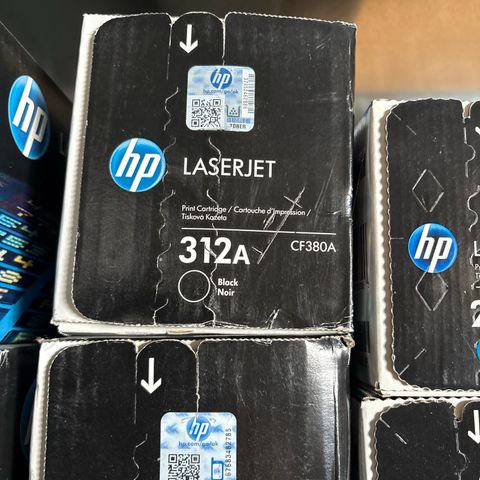 hp
hp.com/go/ok
TONER
hp
LASERJET
Print Cartridge / Cartouche d'Impression /
Tisková Kazeta
312A
CF380A
Black
Noir
hp
hp
hp
hp.com/go/ok